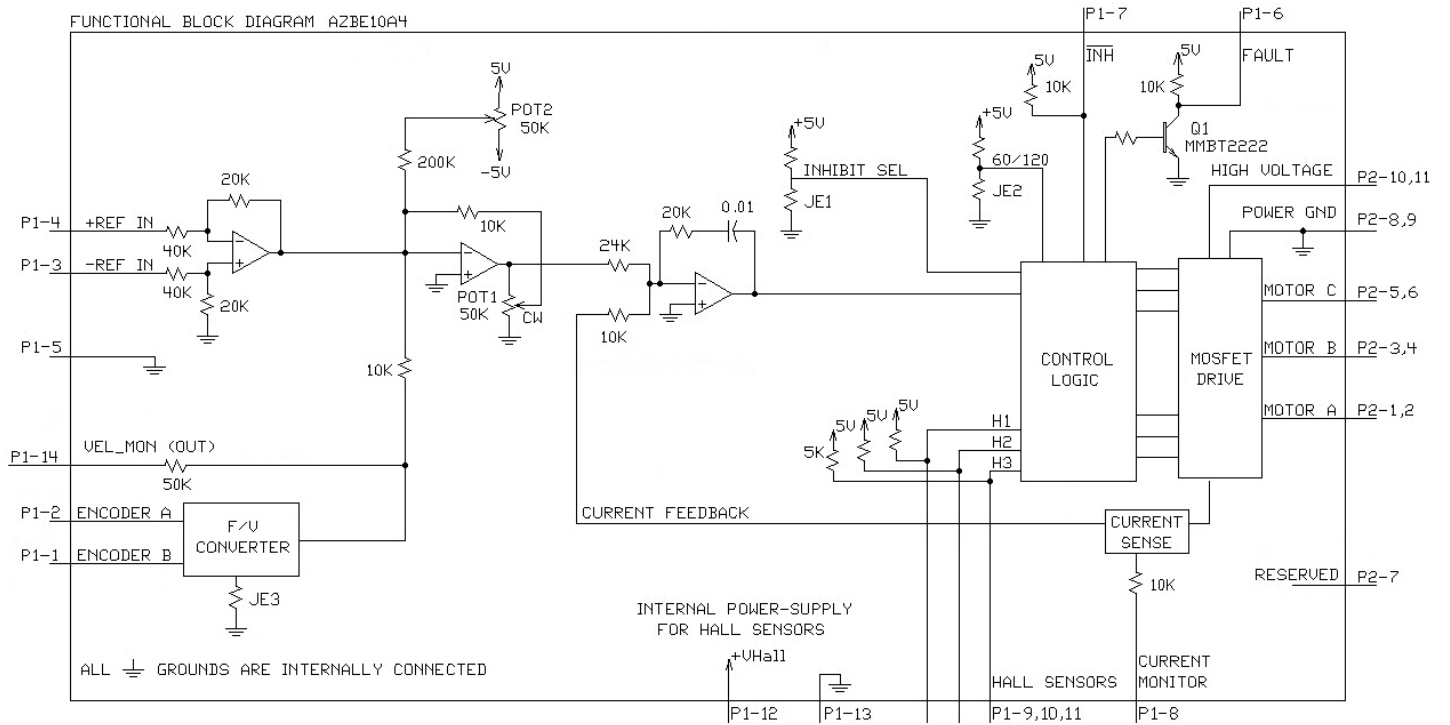 FUNCTIONAL BLOCK DIAGRAM AZBE10A4
P1-7
P1-6
INH
FAULT
5V
10K
5V
10K
Q1
MMBT2222
5V
POT2
50K
-5V
200K
+5V
INHIBIT SEL
JE1
+5V
60/120
JE2
HIGH VOLTAGE
P2-10,11
POWER GND
P2-8,9
20K
P1-4
+REF IN
40K
-
+
P1-3
-REF IN
40K
20K
10K
-
+
POT1
50K
CW
24K
20K
0.01
-
+
10K
MOTOR C
P2-5,6
P1-5
10K
CONTROL
LOGIC
MOSFET
DRIVE
MOTOR B
P2-3,4
MOTOR A
P2-1,2
5V
5V
5V
5K
H1
H2
H3
VEL_MON (OUT)
P1-14
50K
P1-2
ENCODER A
F/V
CONVERTER
P1-1
ENCODER B
JE3
CURRENT FEEDBACK
CURRENT
SENSE
10K
RESERVED
P2-7
INTERNAL POWER-SUPPLY
FOR HALL SENSORS
+VHall
ALL GROUNDS ARE INTERNALLY CONNECTED
HALL SENSORS
CURRENT
MONITOR
P1-12
P1-13
P1-9,10,11
P1-8